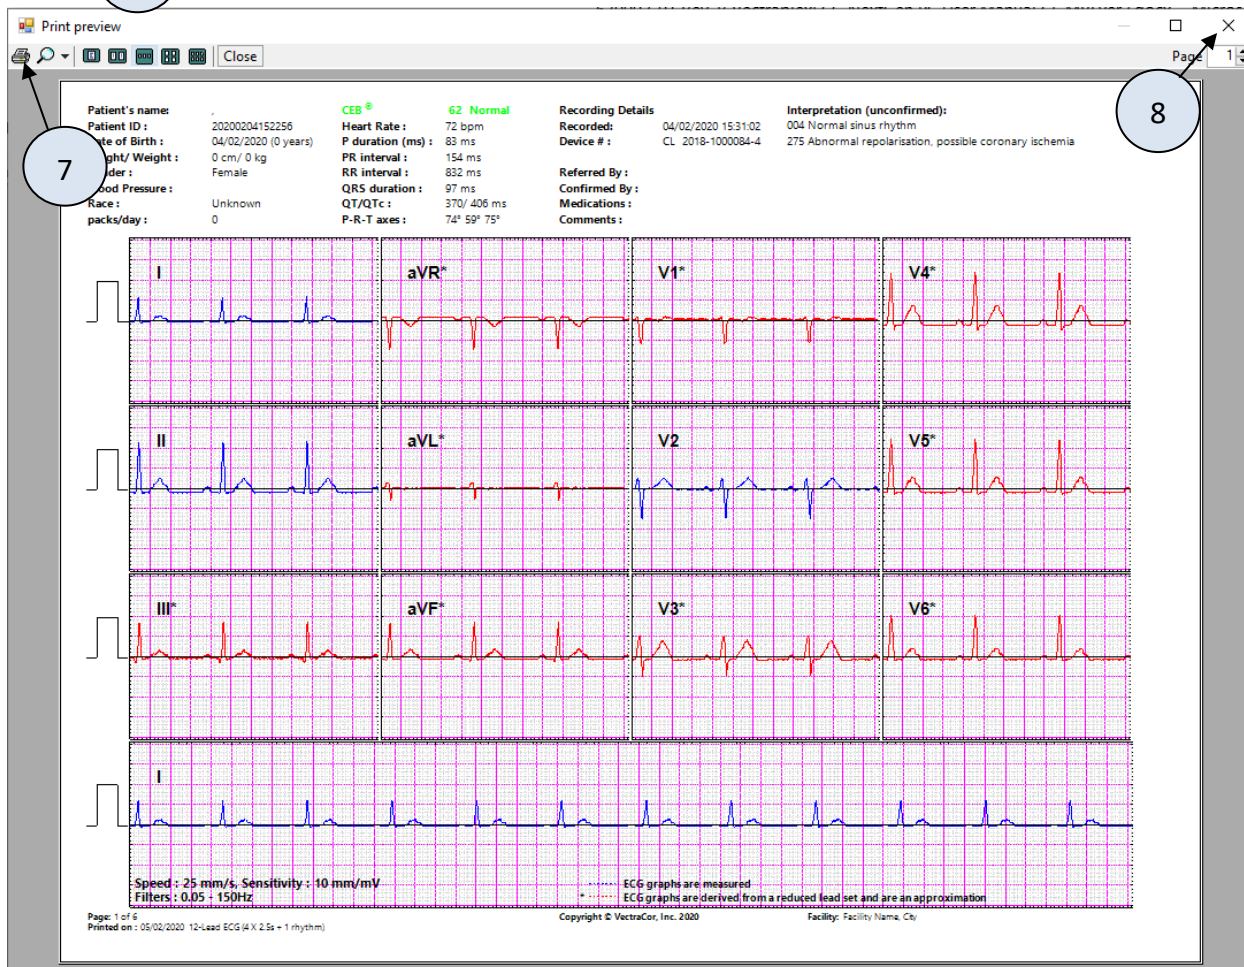 Print preview
Close
Page 1
8
7
Patient's name: ,
Patient ID : 20200204152256
ate of Birth : 04/02/2020 (0 years)
ght/ Weight : 0 cm/ 0 kg
der : Female
ood Pressure :
Race : Unknown
packs/day : 0
CEB ® 62 Normal
Heart Rate : 72 bpm
P duration (ms) : 83 ms
PR interval : 154 ms
RR interval : 832 ms
QRS duration : 97 ms
QT/QTc : 370/ 406 ms
P-R-T axes : 74° 59° 75°
Recording Details
Recorded: 04/02/2020 15:31:02
Device # : CL 2018-1000084-4
Referred By :
Confirmed By :
Medications :
Comments :
Interpretation (unconfirmed):
004 Normal sinus rhythm
275 Abnormal repolarisation, possible coronary ischemia
I aVR* V1* V4*
II aVL* V2 V5*
III* aVF* V3* V6*
I
Speed : 25 mm/s, Sensitivity : 10 mm/mV
Filters : 0.05 - 150Hz
ECG graphs are measured
* ECG graphs are derived from a reduced lead set and are an approximation
Page: 1 of 6
Printed on : 05/02/2020 12-Lead ECG (4 X 2.5s + 1 rhythm)
Copyright © VectraCor, Inc. 2020
Facility: Facility Name, City